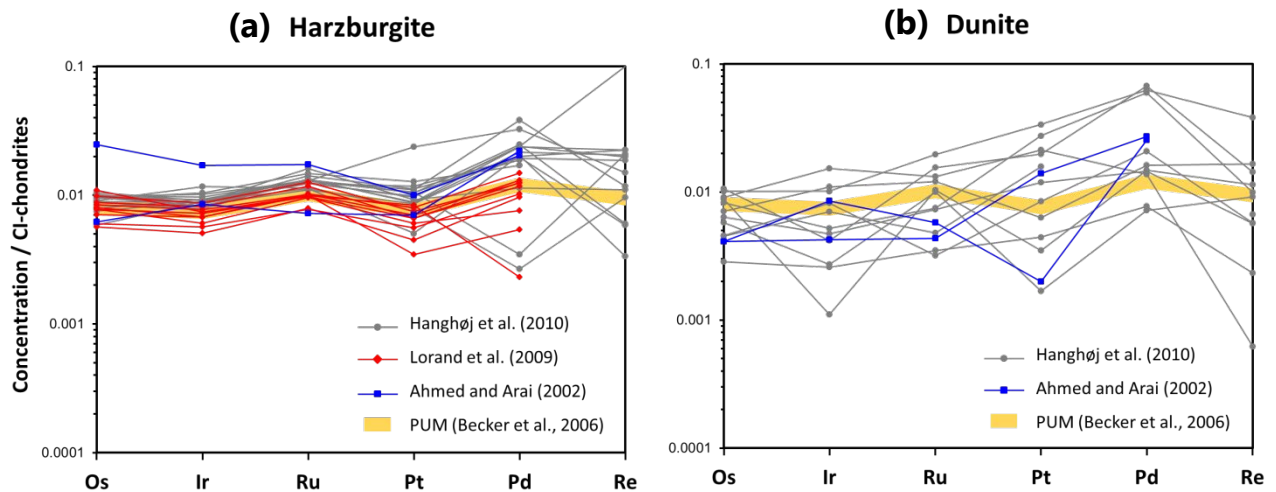 (a) Harzburgite
Concentration / CI-chondrites
0.1
0.01
0.001
0.0001
Hanghøj et al. (2010)
Lorand et al. (2009)
Ahmed and Arai (2002)
PUM (Becker et al., 2006)
Os Ir Ru Pt Pd Re
(b) Dunite
0.1
0.01
0.001
0.0001
Hanghøj et al. (2010)
Ahmed and Arai (2002)
PUM (Becker et al., 2006)
Os Ir Ru Pt Pd Re